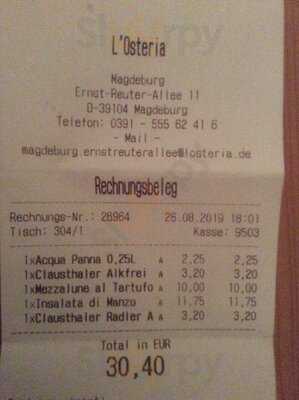 L'Osteria
Magdeburg
Ernst-Reuter-Allee 11
D-39104 Magdeburg
Telefon: 0391 - 555 62 41 6
- Mail -
magdeburg.ernstreuterallee@losteria.de
Rechnungsbeleg
Rechnungs-Nr.: 28964 26.08.2019 18:01
Tisch: 304/1 Kasse: 9503
1xAcqua Panna 0,25L A 2,25 2,25
1xClausthaler Alkfrei A 3,20 3,20
1xMezzalune al Tartufo A 10,00 10,00
1xInsalata di Manzo A 11,75 11,75
1xClausthaler Radler A A 3,20 3,20
Total in EUR
30,40